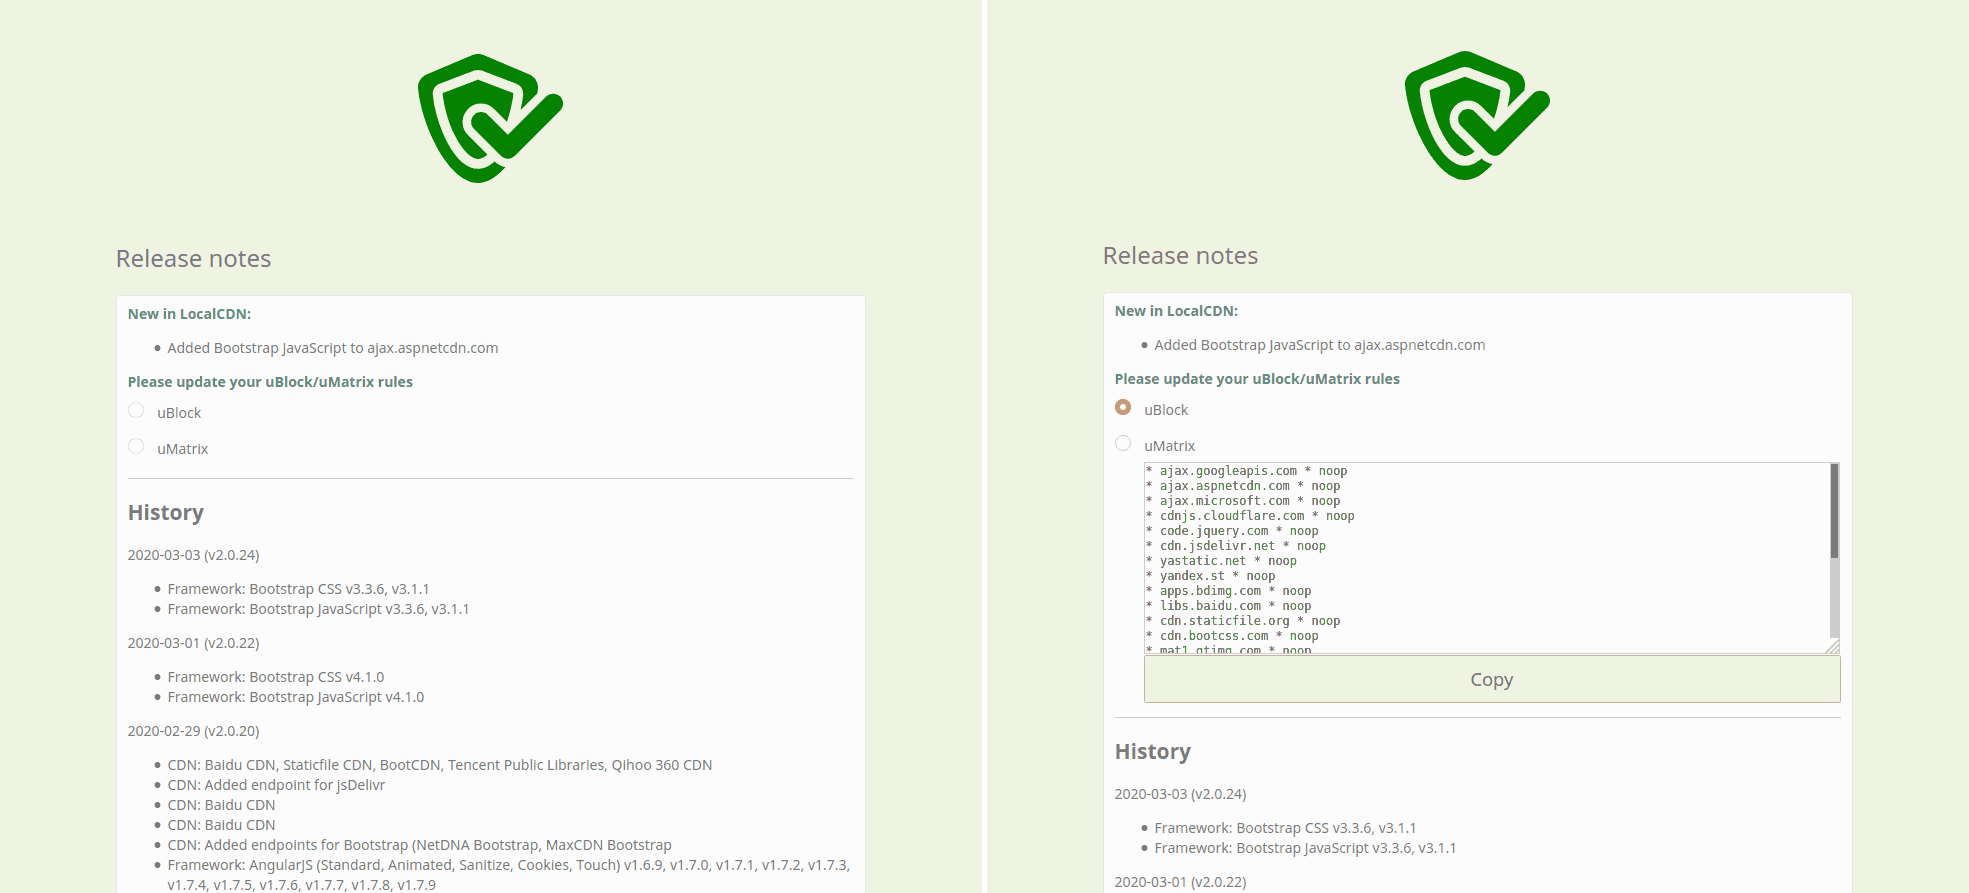 Release notes
New in LocalCDN:
Added Bootstrap JavaScript to ajax.aspnetcdn.com
Please update your uBlock/uMatrix rules
uBlock
uMatrix
History
2020-03-03 (v2.0.24)
Framework: Bootstrap CSS v3.3.6, v3.1.1
Framework: Bootstrap JavaScript v3.3.6, v3.1.1
2020-03-01 (v2.0.22)
Framework: Bootstrap CSS v4.1.0
Framework: Bootstrap JavaScript v4.1.0
2020-02-29 (v2.0.20)
CDN: Baidu CDN, Staticfile CDN, BootCDN, Tencent Public Libraries, Qihoo 360 CDN
CDN: Added endpoint for jsDelivr
CDN: Baidu CDN
CDN: Baidu CDN
CDN: Added endpoints for Bootstrap (NetDNA Bootstrap, MaxCDN Bootstrap
Framework: AngularJS (Standard, Animated, Sanitize, Cookies, Touch) v1.6.9, v1.7.0, v1.7.1, v1.7.2, v1.7.3,
v1.7.4, v1.7.5, v1.7.6, v1.7.7, v1.7.8, v1.7.9
Release notes
New in LocalCDN:
Added Bootstrap JavaScript to ajax.aspnetcdn.com
Please update your uBlock/uMatrix rules
uBlock
uMatrix
* ajax.googleapis.com * noop
* ajax.aspnetcdn.com * noop
* ajax.microsoft.com * noop
* cdnjs.cloudflare.com * noop
* code.jquery.com * noop
* cdn.jsdelivr.net * noop
* yastatic.net * noop
* yandex.st * noop
* apps.bdimg.com * noop
* libs.baidu.com * noop
* cdn.staticfile.org * noop
* cdn.bootcss.com * noop
* mat1.gtimg.com * noop
Copy
History
2020-03-03 (v2.0.24)
Framework: Bootstrap CSS v3.3.6, v3.1.1
Framework: Bootstrap JavaScript v3.3.6, v3.1.1
2020-03-01 (v2.0.22)